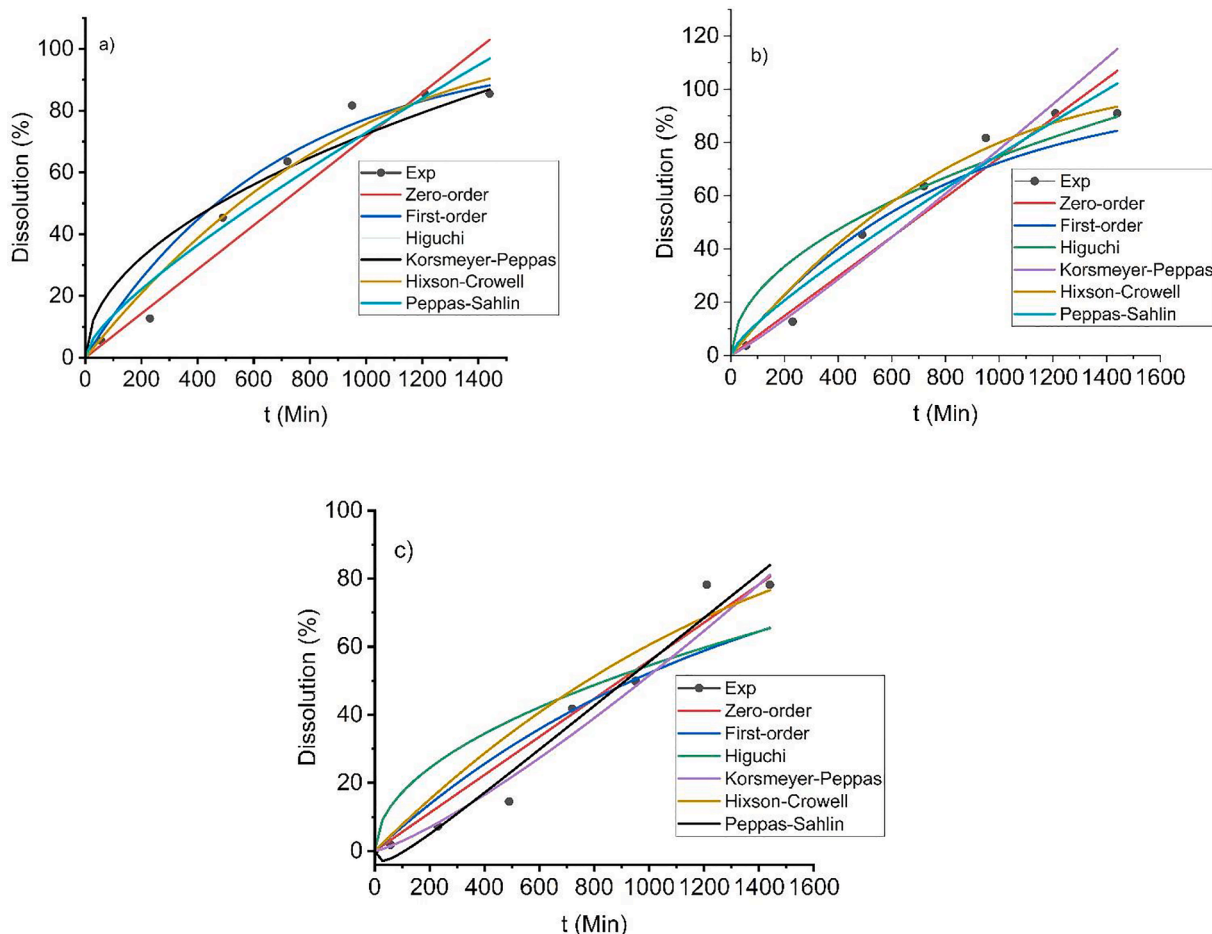 a)
100
80
60
40
20
0
Dissolution (%)
Exp
Zero-order
First-order
Higuchi
Korsmeyer-Peppas
Hixson-Crowell
Peppas-Sahlin
0 200 400 600 800 1000 1200 1400
t (Min)
b)
120
100
80
60
40
20
0
Dissolution (%)
Exp
Zero-order
First-order
Higuchi
Korsmeyer-Peppas
Hixson-Crowell
Peppas-Sahlin
0 200 400 600 800 1000 1200 1400 1600
t (Min)
c)
100
80
60
40
20
0
Dissolution (%)
Exp
Zero-order
First-order
Higuchi
Korsmeyer-Peppas
Hixson-Crowell
Peppas-Sahlin
0 200 400 600 800 1000 1200 1400 1600
t (Min)